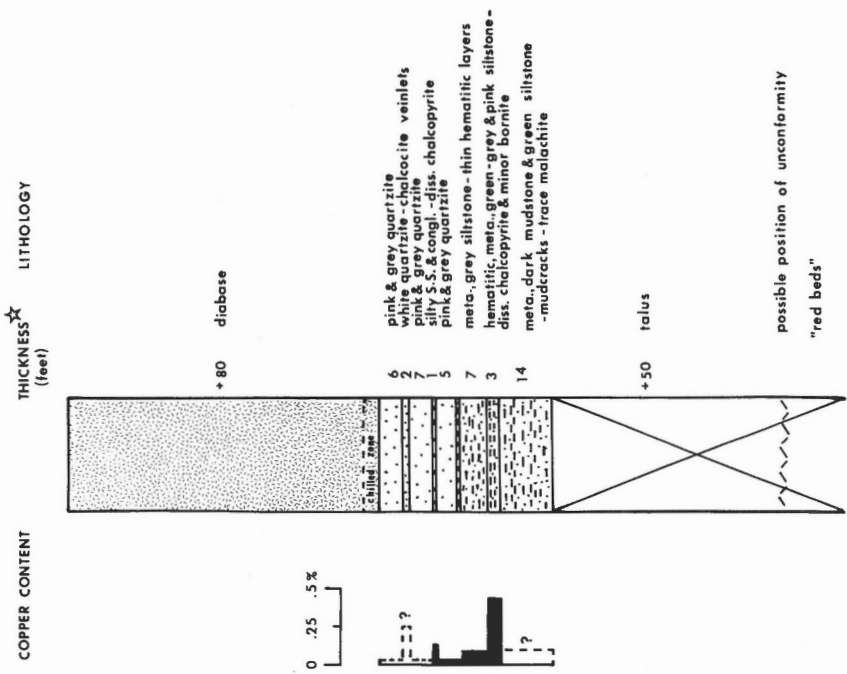 COPPER CONTENT
THICKNESS☆
(feet)
LITHOLOGY
0 .25 .5%
?
?
+80 diabase
chilled zone
6 pink & grey quartzite
2 white quartzite-chalcocite veinlets
7 pink & grey quartzite
1 silty S.S. & congl.-diss. chalcopyrite
5 pink & grey quartzite
7 meta., grey siltstone-thin hematitic layers
3 hematitic, meta., green-grey & pink siltstone-
diss. chalcopyrite & minor bornite
14 meta., dark mudstone & green siltstone
-mudcracks - trace malachite
+50 talus
possible position of unconformity
"red beds"